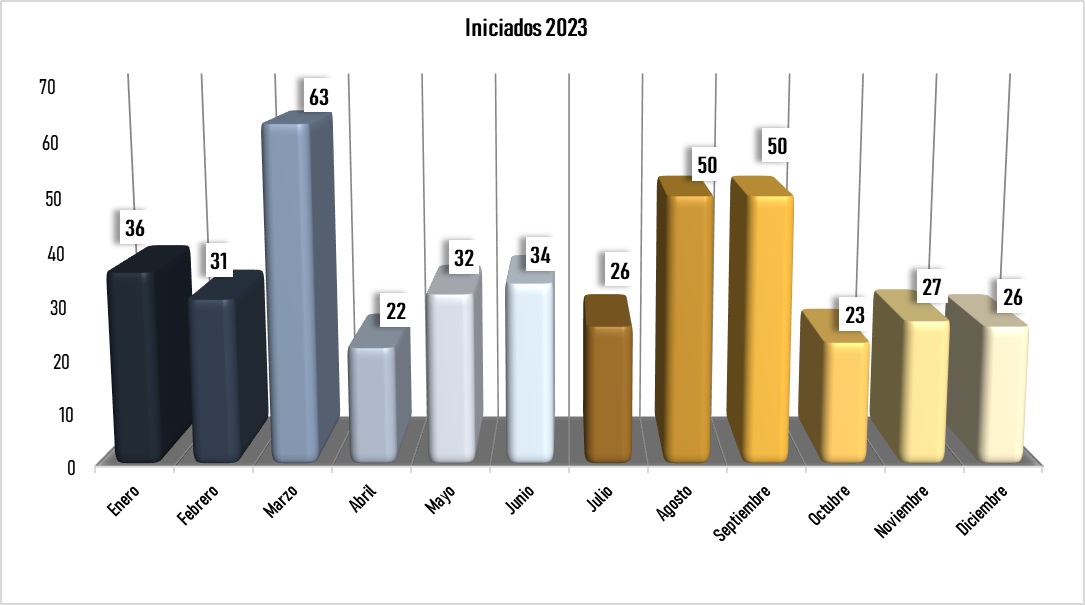 Iniciados 2023
70
60
50
40
30
20
10
0
36
31
63
22
32
34
26
50
50
23
27
26
Enero
Febrero
Marzo
Abril
Mayo
Junio
Julio
Agosto
Septiembre
Octubre
Noviembre
Diciembre